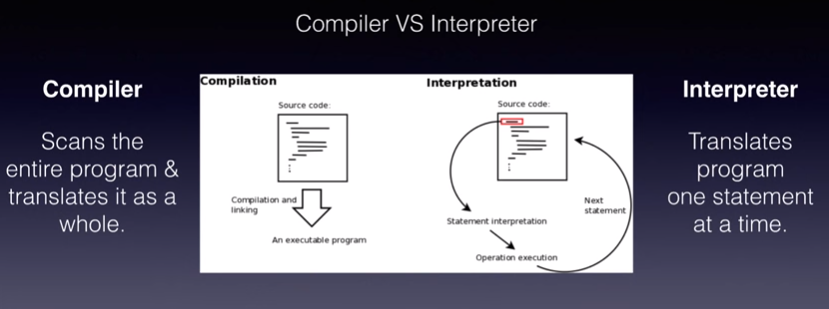 Compiler VS Interpreter
Compiler
Scans the
entire program &
translates it as a
whole.
Compilation
Source code:
Compilation and
linking
An executable program
Interpretation
Source code:
Next
statement
Statement interpretation
Operation execution
Interpreter
Translates
program
one statement
at a time.